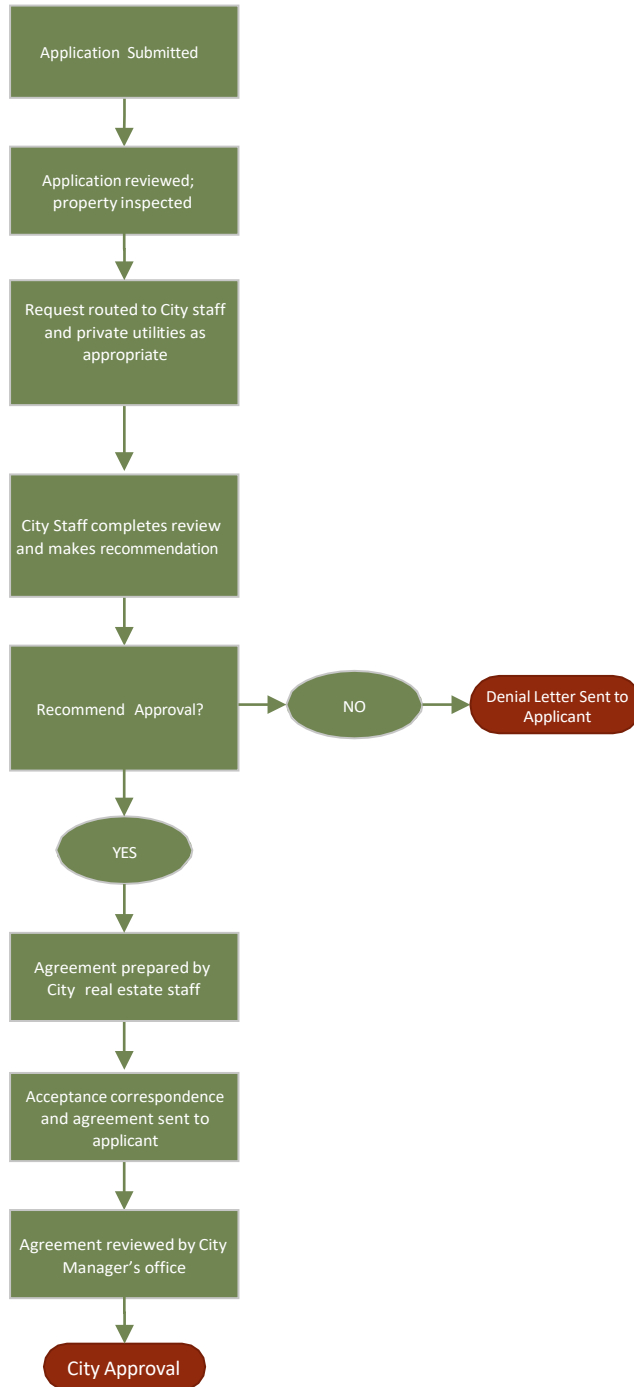 Application Submitted
Application reviewed;
property inspected
Request routed to City staff
and private utilities as
appropriate
City Staff completes review
and makes recommendation
Recommend Approval?
NO
Denial Letter Sent to
Applicant
YES
Agreement prepared by
City real estate staff
Acceptance correspondence
and agreement sent to
applicant
Agreement reviewed by City
Manager’s office
City Approval